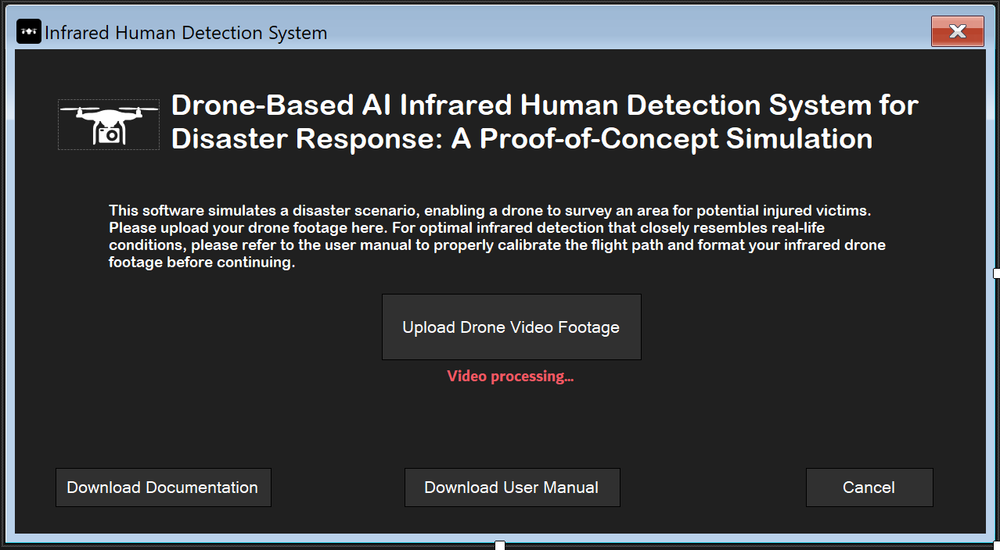 Infrared Human Detection System
Drone-Based AI Infrared Human Detection System for
Disaster Response: A Proof-of-Concept Simulation
This software simulates a disaster scenario, enabling a drone to survey an area for potential injured victims.
Please upload your drone footage here. For optimal infrared detection that closely resembles real-life
conditions, please refer to the user manual to properly calibrate the flight path and format your infrared drone
footage before continuing.
Upload Drone Video Footage
Video processing...
Download Documentation
Download User Manual
Cancel